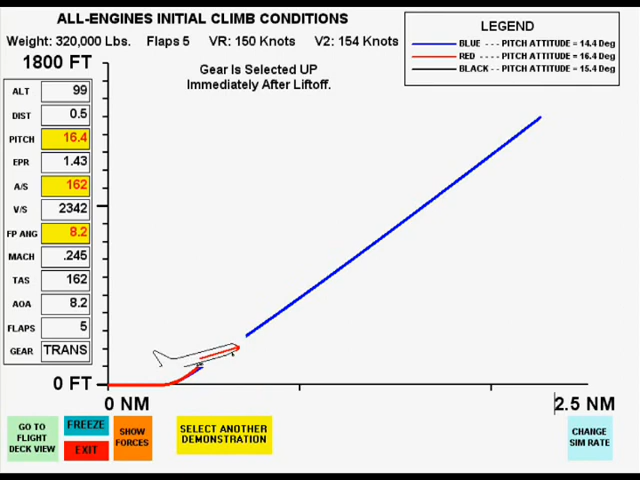 ALL-ENGINES INITIAL CLIMB CONDITIONS
Weight: 320,000 Lbs. Flaps 5 VR: 150 Knots V2: 154 Knots
LEGEND
BLUE - - - PITCH ATTITUDE = 14.4 Deg
RED - - - - PITCH ATTITUDE = 16.4 Deg
BLACK - - - PITCH ATTITUDE = 15.4 Deg
1800 FT
Gear Is Selected UP
Immediately After Liftoff.
ALT 99
DIST 0.5
PITCH 16.4
EPR 1.43
A/S 162
V/S 2342
FP ANG 8.2
MACH .245
TAS 162
AOA 8.2
FLAPS 5
GEAR TRANS
0 FT
0 NM
2.5 NM
GO TO
FLIGHT
DECK VIEW
FREEZE
EXIT
SHOW
FORCES
SELECT ANOTHER
DEMONSTRATION
CHANGE
SIM RATE